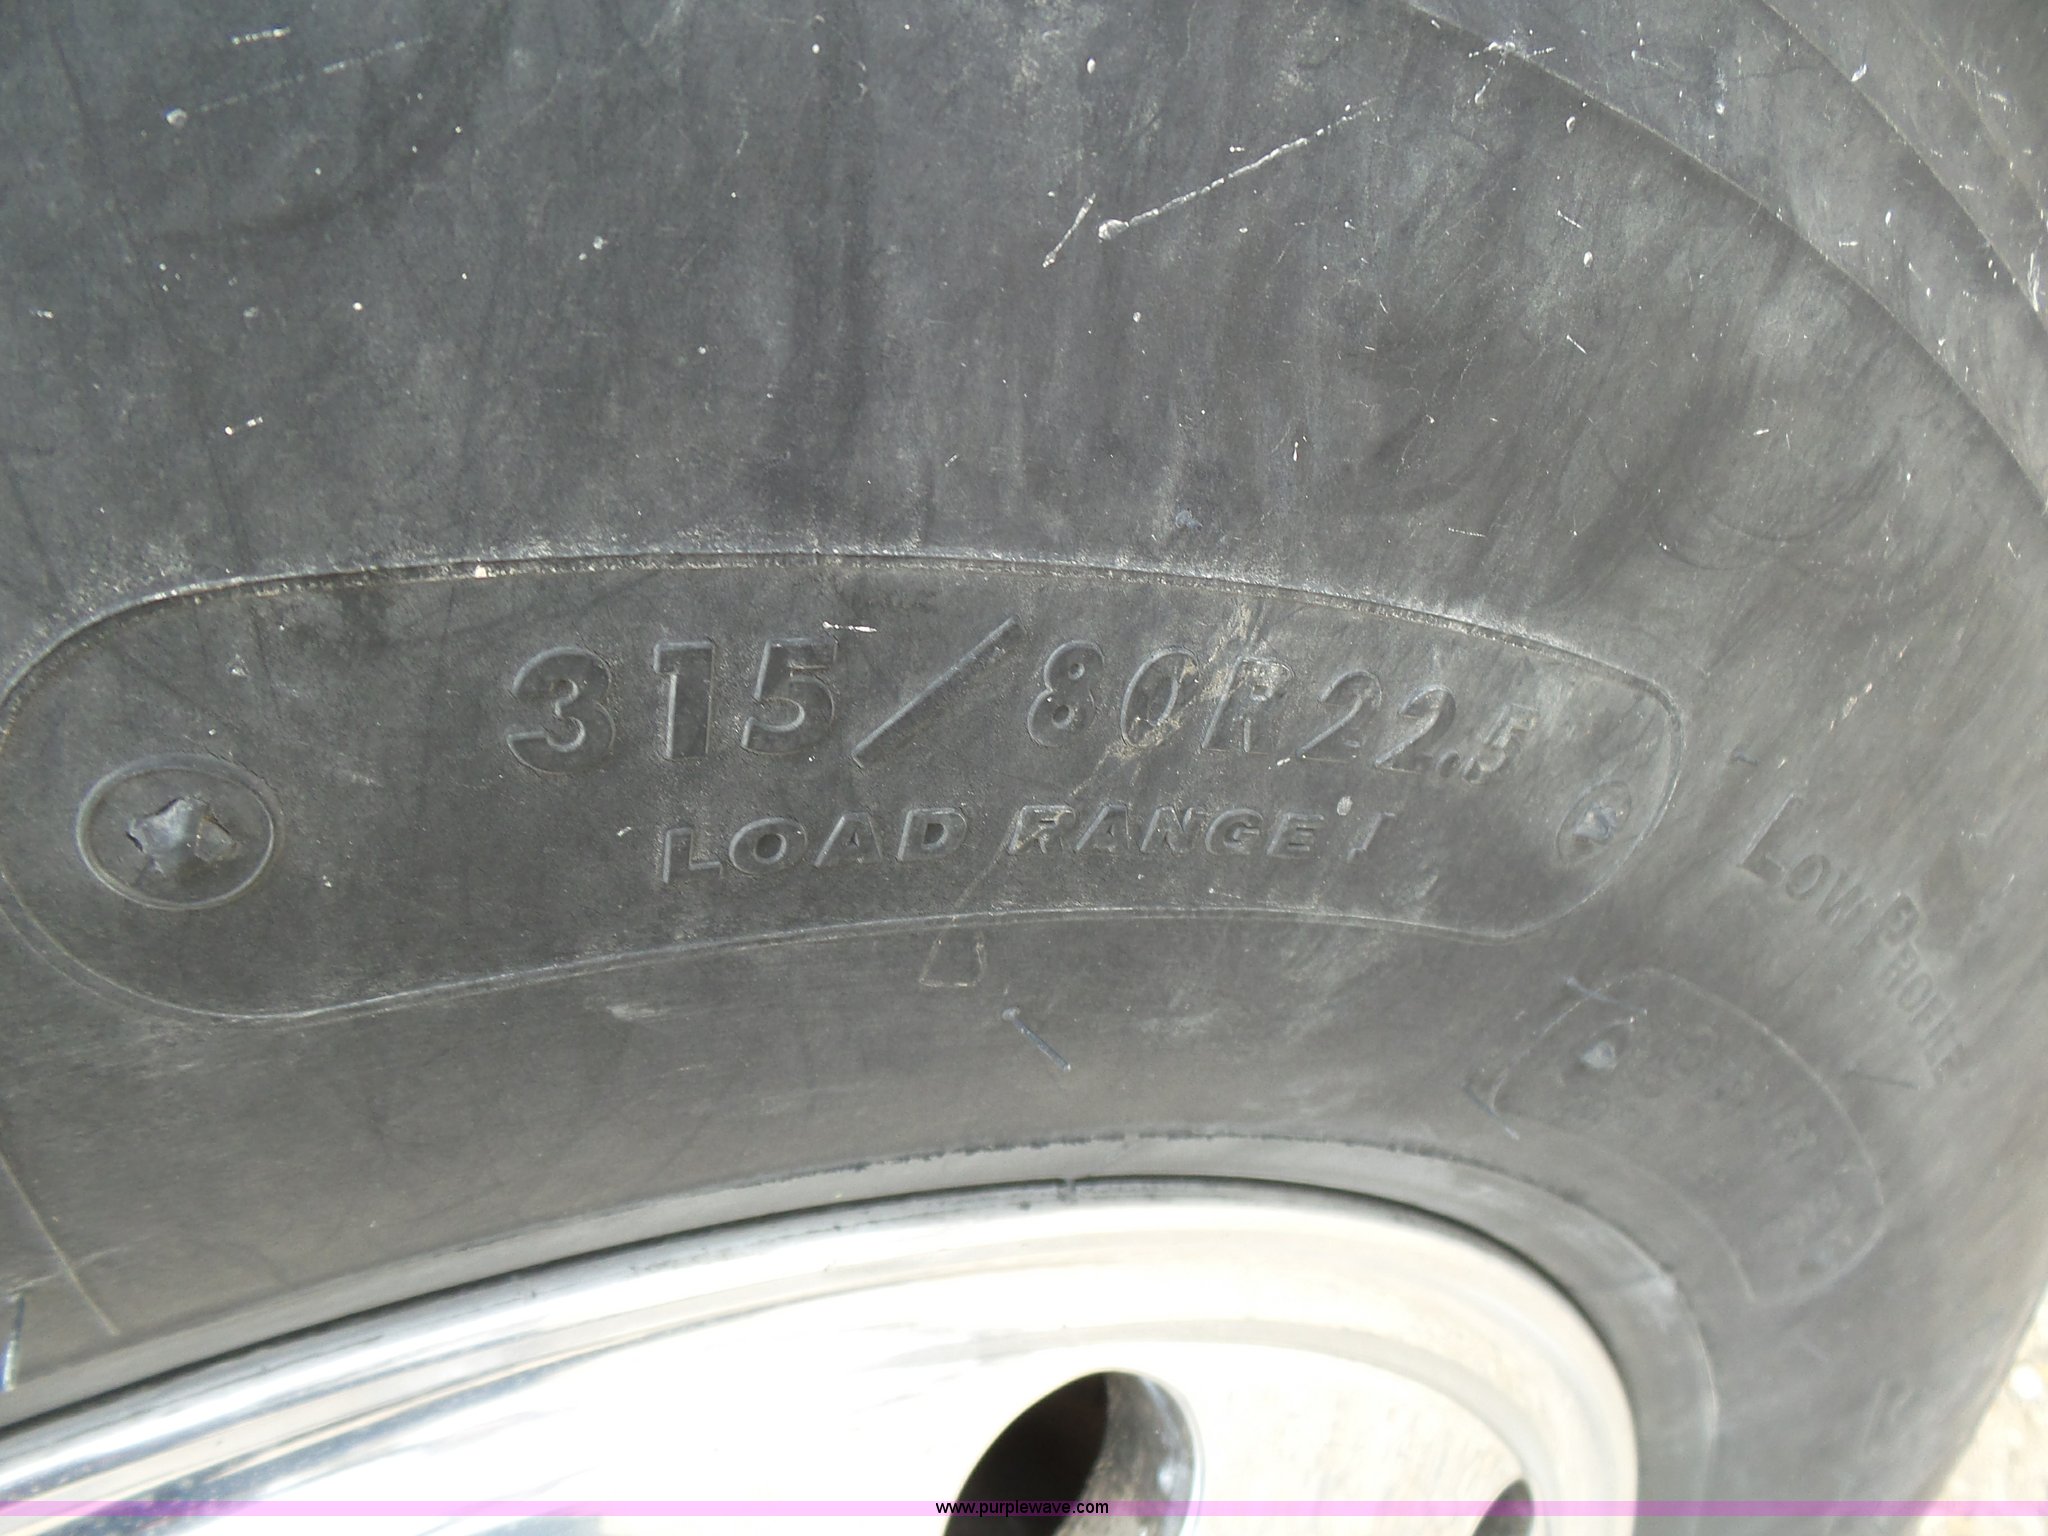 315/80R22.5
LOAD RANGE J
LOW PROFILE
www.purplewave.com